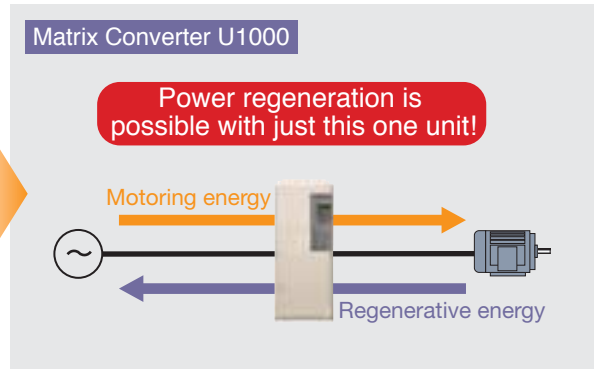 Matrix Converter U1000
Power regeneration is
possible with just this one unit!
Motoring energy
Regenerative energy